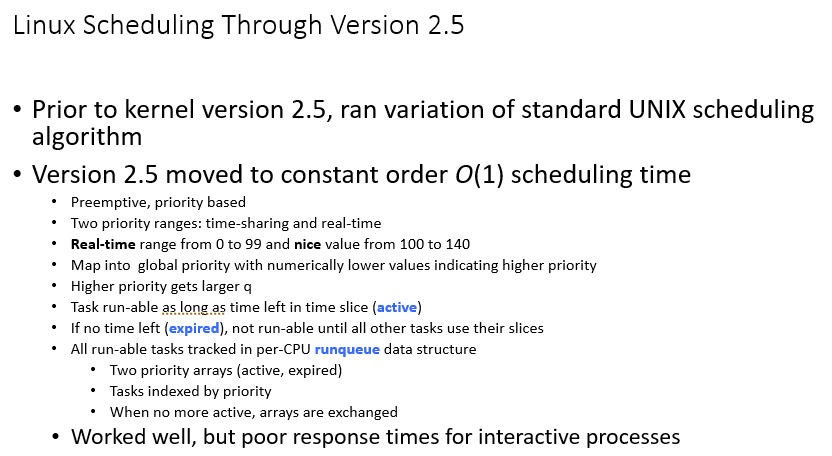 Linux Scheduling Through Version 2.5
• Prior to kernel version 2.5, ran variation of standard UNIX scheduling
algorithm
• Version 2.5 moved to constant order O(1) scheduling time
• Preemptive, priority based
• Two priority ranges: time-sharing and real-time
• Real-time range from 0 to 99 and nice value from 100 to 140
• Map into global priority with numerically lower values indicating higher priority
• Higher priority gets larger q
• Task run-able as long as time left in time slice (active)
• If no time left (expired), not run-able until all other tasks use their slices
• All run-able tasks tracked in per-CPU runqueue data structure
• Two priority arrays (active, expired)
• Tasks indexed by priority
• When no more active, arrays are exchanged
• Worked well, but poor response times for interactive processes